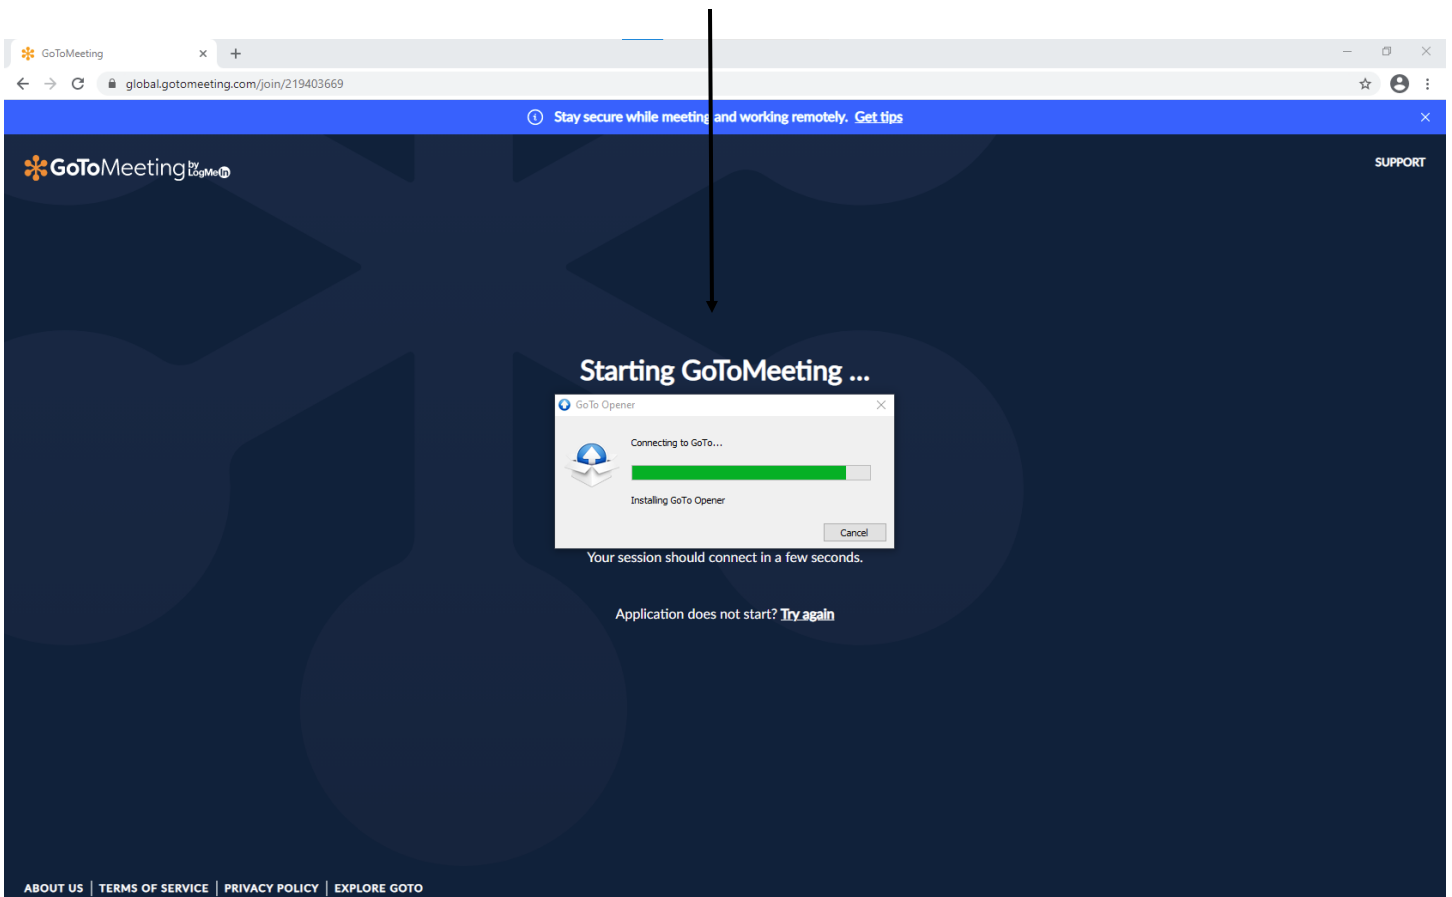 GoToMeeting
global.gotomeeting.com/join/219403669
Stay secure while meeting and working remotely. Get tips
GoToMeeting by LogMeIn
SUPPORT
Starting GoToMeeting ...
GoTo Opener
Connecting to GoTo...
Installing GoTo Opener
Cancel
Your session should connect in a few seconds.
Application does not start? Try again
ABOUT US | TERMS OF SERVICE | PRIVACY POLICY | EXPLORE GOTO